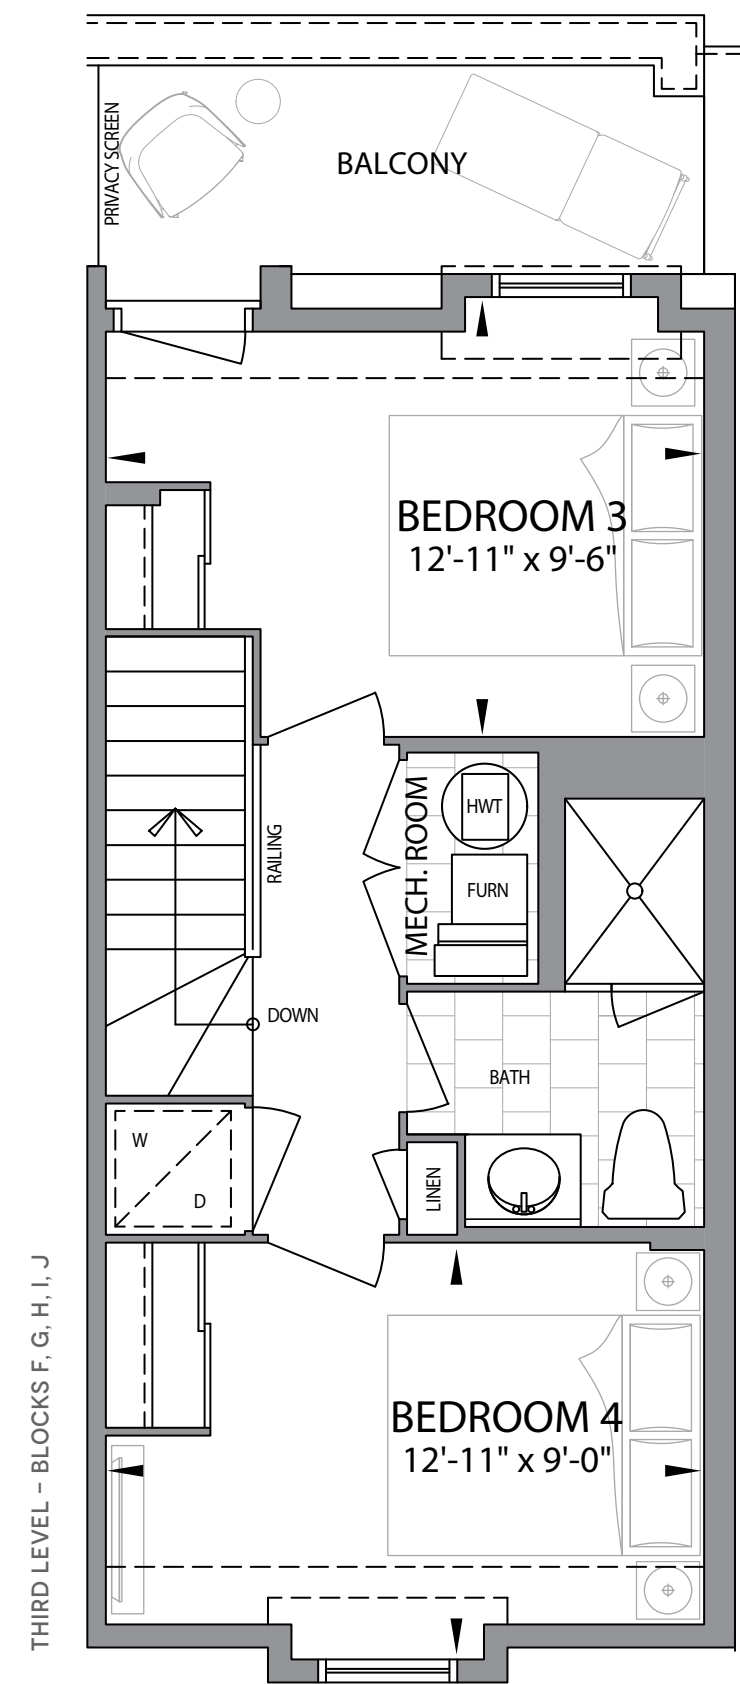 PRIVACY SCREEN
BALCONY
BEDROOM 3
12'-11" x 9'-6"
HWT
MECH. ROOM
RAILING
FURN
DOWN
BATH
W
D
LINEN
BEDROOM 4
12'-11" x 9'-0"
THIRD LEVEL – BLOCKS F, G, H, I, J